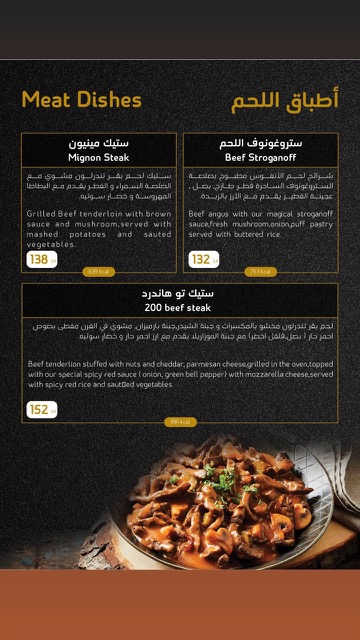 Meat Dishes
أطباق اللحم
ستيك مينيون
Mignon Steak
ستيك لحم بقر تندرلون مشوي مع
الصلصة السمراء و الفطر يقدم مع البطاطا
المهروسة و خضار سوتيه.
Grilled Beef tenderloin with brown
sauce and mushroom,served with
mashed potatoes and sauted
vegetables.
138
639 kcal
ستروغونوف اللحم
Beef Stroganoff
شرائح لحم الأنغوس مطبوخ بصلصة
الستروغونوف الساحرة فطر طازج, بصل ,
عجينة الفطير يقدم مع الأرز بالزبدة.
Beef angus with our magical stroganoff
sauce,fresh mushroom,onion,puff pastry
served with buttered rice.
132
753 kcal
ستيك تو هاندرد
200 beef steak
لحم بقر تندرلون محشو بالمكسرات و جبنة الشيدر,جبنة بارميزان, مشوي في الفرن مغطى بصوص
احمر حار ( بصل,فلفل اخضر) مع جبنة الموزاريلا يقدم مع ارز احمر حار و خضار سوتيه.
Beef tenderlion stuffed with nuts and cheddar, parmesan cheese,grilled in the oven,topped
with our special spicy red sauce ( onion, green bell pepper) with mozzarella cheese,served
with spicy red rice and saut▯ed vegetables.
152
881 kcal